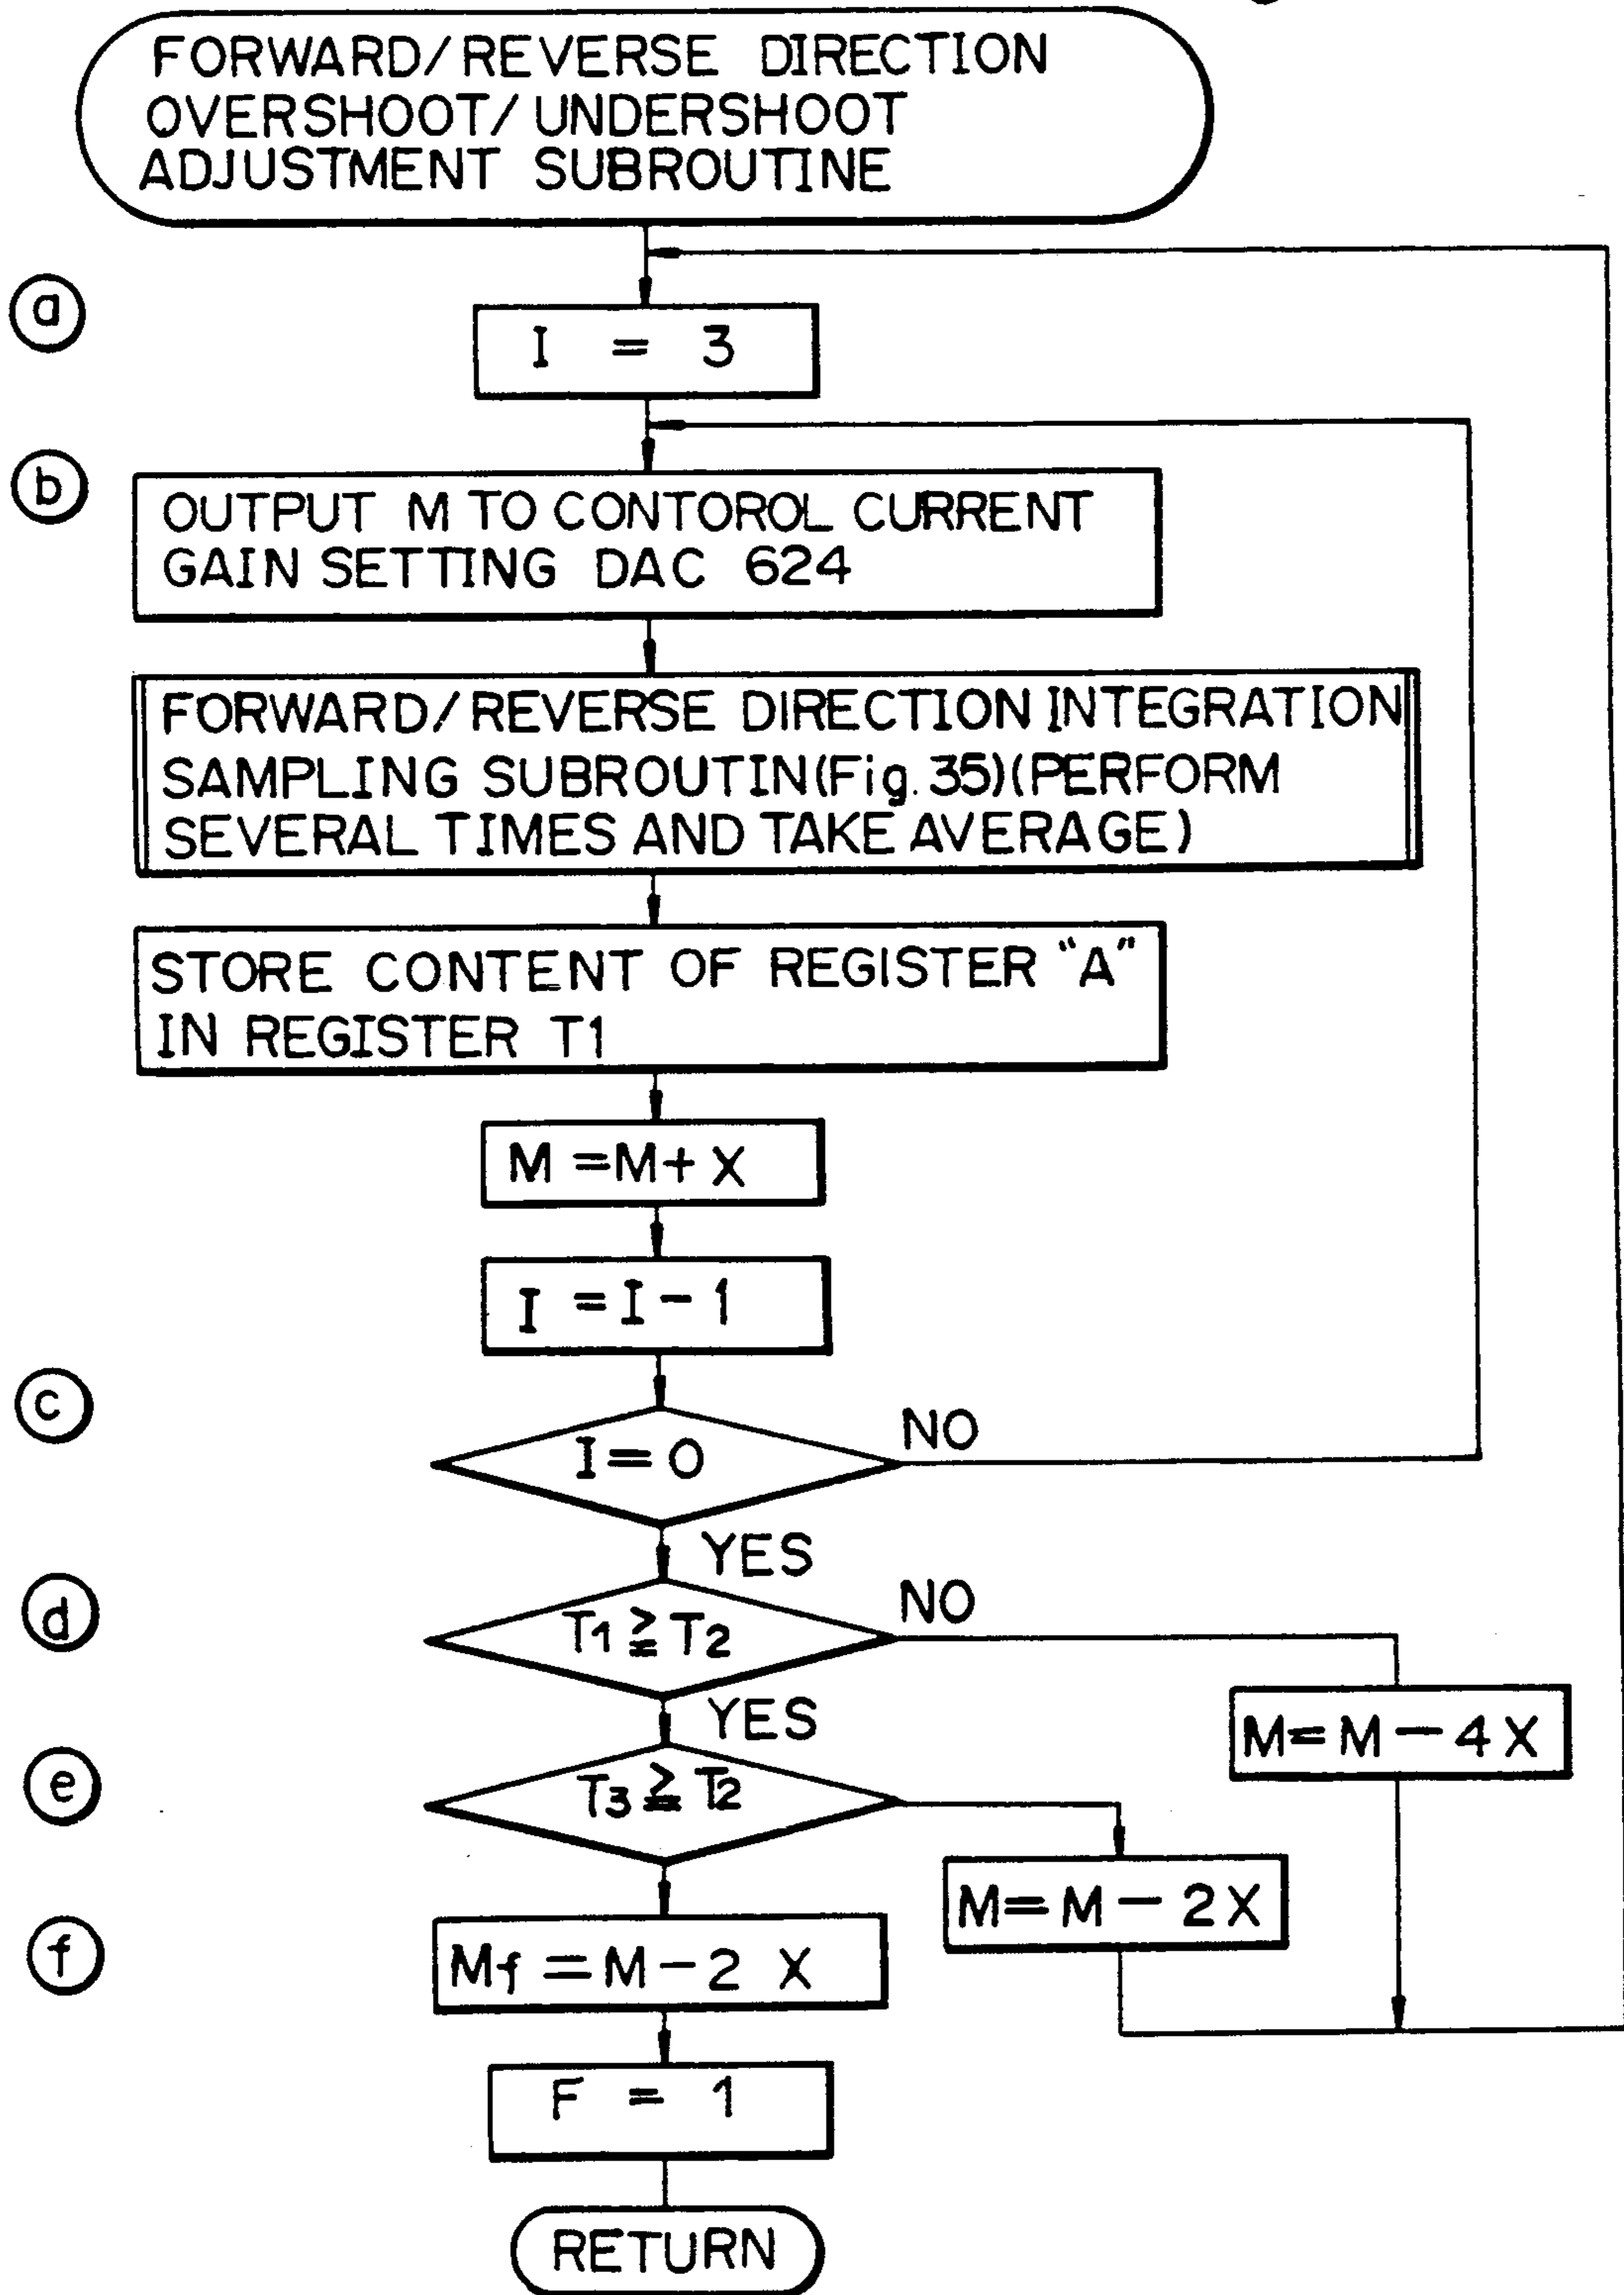 FORWARD/REVERSE DIRECTION
OVERSHOOT/UNDERSHOOT
ADJUSTMENT SUBROUTINE
a
I = 3
b
OUTPUT M TO CONTOROL CURRENT
GAIN SETTING DAC 624
FORWARD/REVERSE DIRECTION INTEGRATION
SAMPLING SUBROUTIN(Fig. 35)(PERFORM
SEVERAL TIMES AND TAKE AVERAGE)
STORE CONTENT OF REGISTER "A"
IN REGISTER T1
M = M + X
I = I - 1
c
I = 0
NO
YES
d
T1 ≧ T2
NO
YES
M = M - 4X
e
T3 ≧ T2
M = M - 2X
f
Mf = M - 2 X
F = 1
RETURN